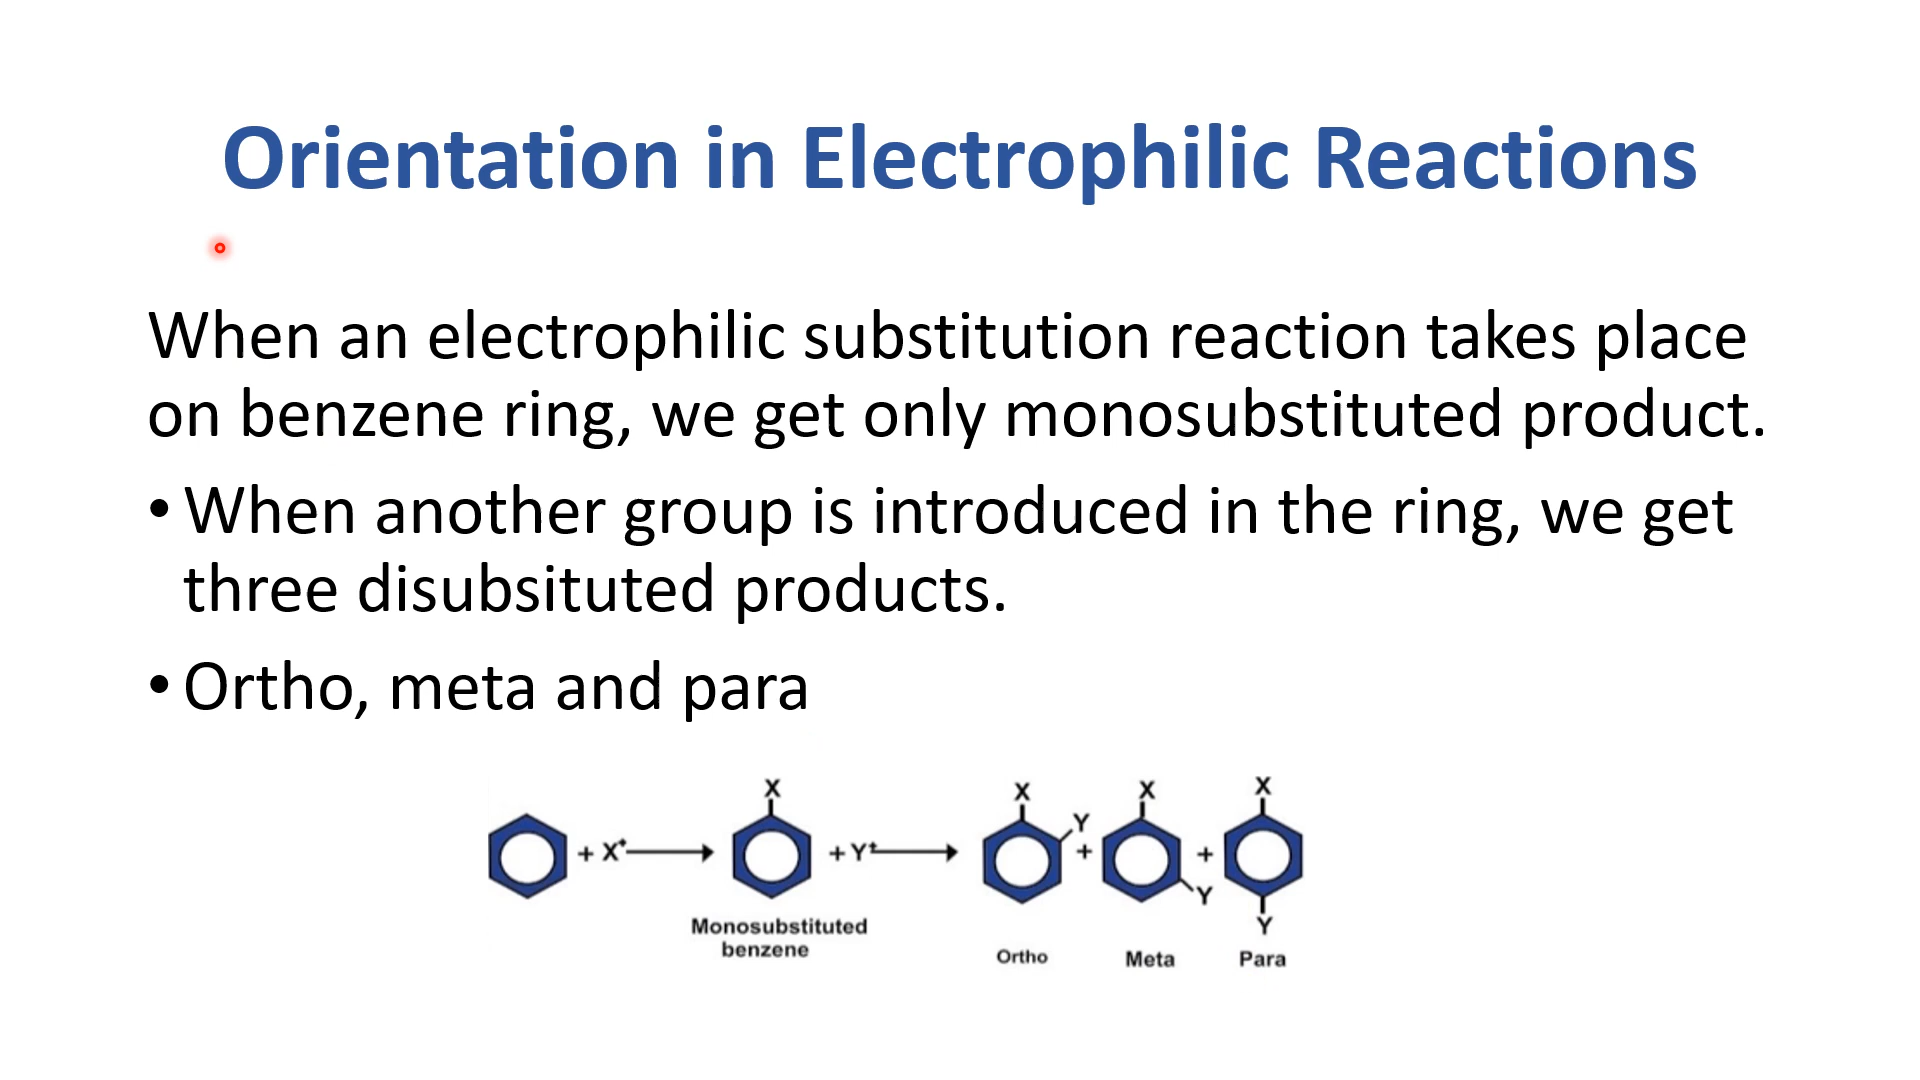 Orientation in Electrophilic Reactions
When an electrophilic substitution reaction takes place
on benzene ring, we get only monosubstituted product.
• When another group is introduced in the ring, we get
three disubsituted products.
• Ortho, meta and para
X X X X
Y
+ X⁺ + Y⁺ + +
Y
Y
Monosubstituted
benzene
Ortho Meta Para